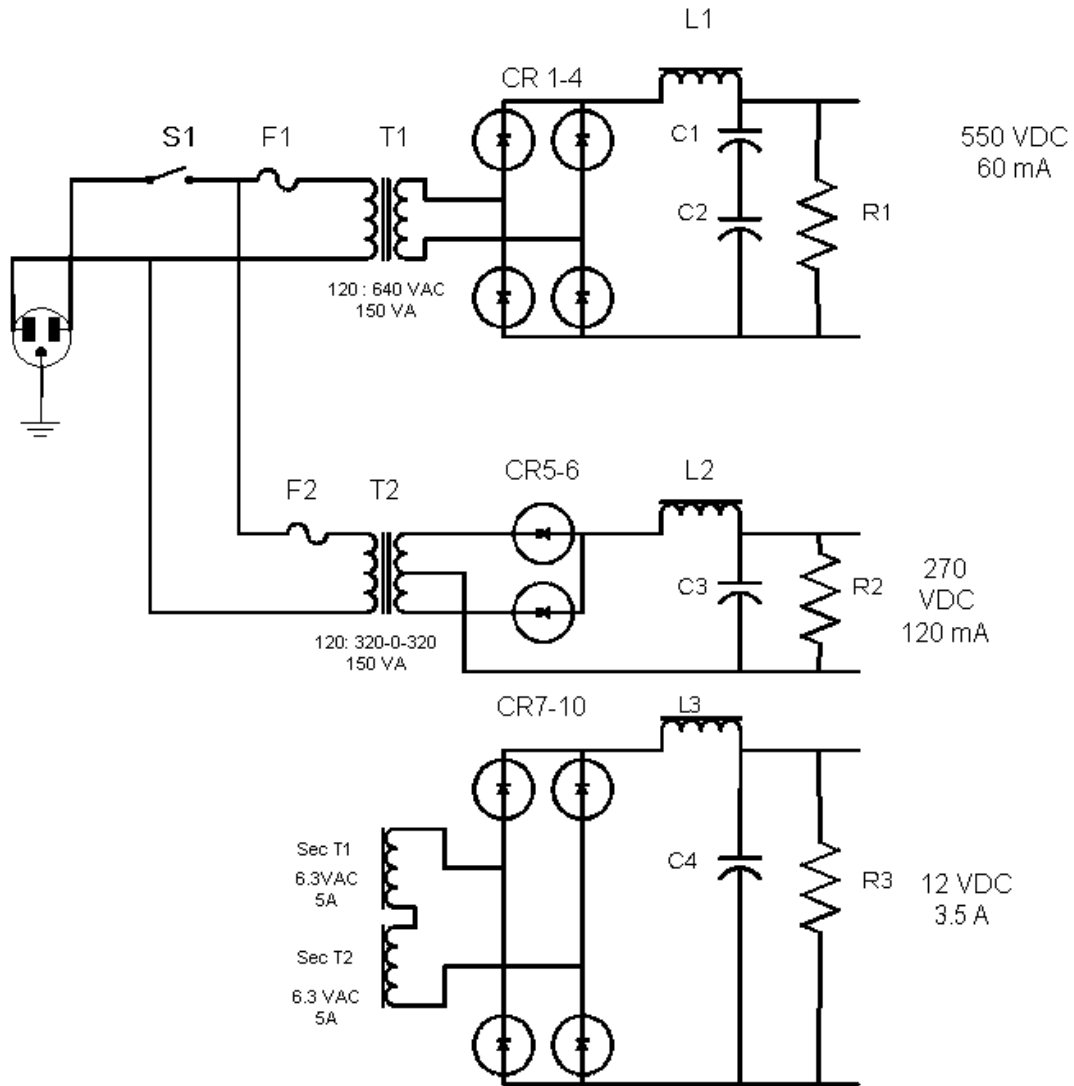 L1
CR 1-4
S1
F1
T1
C1
C2
R1
550 VDC
60 mA
120 : 640 VAC
150 VA
CR5-6
L2
F2
T2
C3
R2
270
VDC
120 mA
120: 320-0-320
150 VA
CR7-10
L3
Sec T1
6.3VAC
5A
C4
R3
12 VDC
3.5 A
Sec T2
6.3 VAC
5A